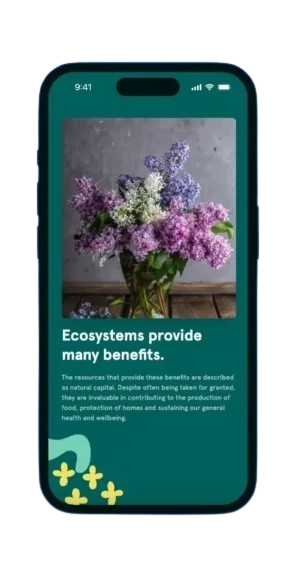 9:41
Ecosystems provide
many benefits.
The resources that provide these benefits are described
as natural capital. Despite often being taken for granted,
they are invaluable in contributing to the production of
food, protection of homes and sustaining our general
health and wellbeing.